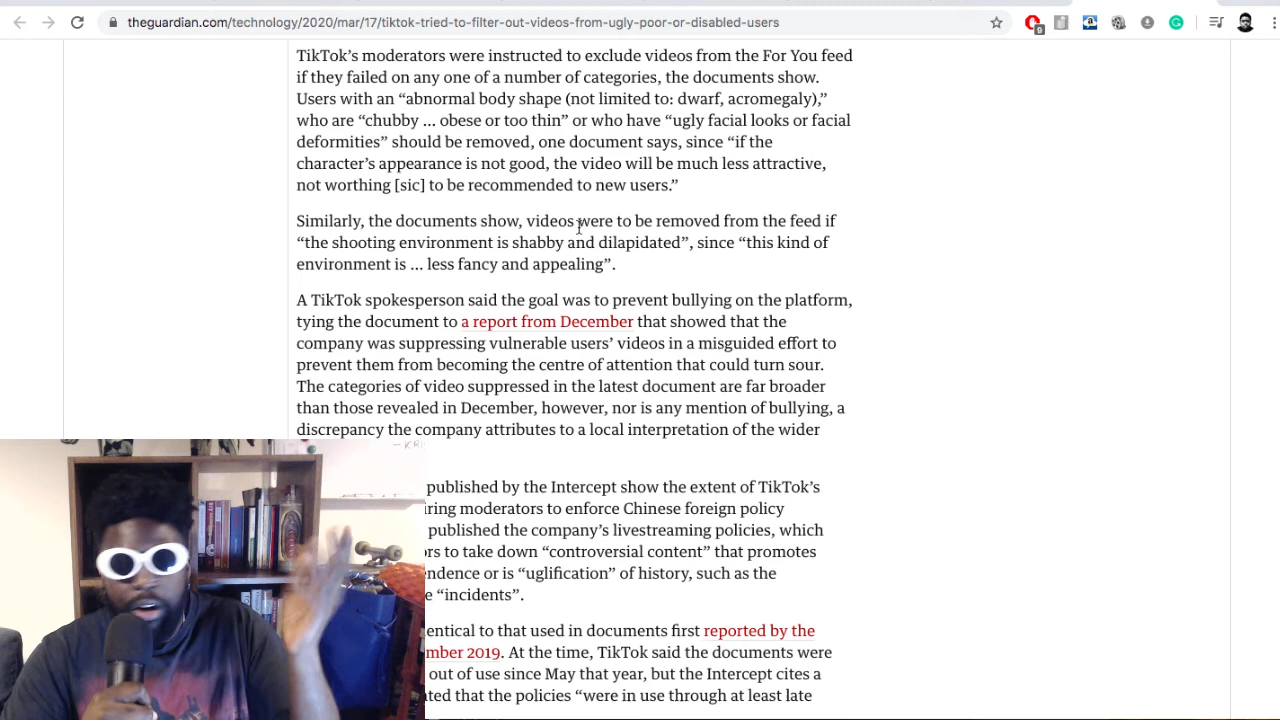 theguardian.com/technology/2020/mar/17/tiktok-tried-to-filter-out-videos-from-ugly-poor-or-disabled-users
9
TikTok’s moderators were instructed to exclude videos from the For You feed
if they failed on any one of a number of categories, the documents show.
Users with an “abnormal body shape (not limited to: dwarf, acromegaly),”
who are “chubby … obese or too thin” or who have “ugly facial looks or facial
deformities” should be removed, one document says, since “if the
character’s appearance is not good, the video will be much less attractive,
not worthing [sic] to be recommended to new users.”
Similarly, the documents show, videos were to be removed from the feed if
“the shooting environment is shabby and dilapidated”, since “this kind of
environment is … less fancy and appealing”.
A TikTok spokesperson said the goal was to prevent bullying on the platform,
tying the document to a report from December that showed that the
company was suppressing vulnerable users’ videos in a misguided effort to
prevent them from becoming the centre of attention that could turn sour.
The categories of video suppressed in the latest document are far broader
than those revealed in December, however, nor is any mention of bullying, a
discrepancy the company attributes to a local interpretation of the wider
published by the Intercept show the extent of TikTok’s
iring moderators to enforce Chinese foreign policy
published the company’s livestreaming policies, which
ors to take down “controversial content” that promotes
endence or is “uglification” of history, such as the
e “incidents”.
entical to that used in documents first reported by the
mber 2019. At the time, TikTok said the documents were
out of use since May that year, but the Intercept cites a
ted that the policies “were in use through at least late